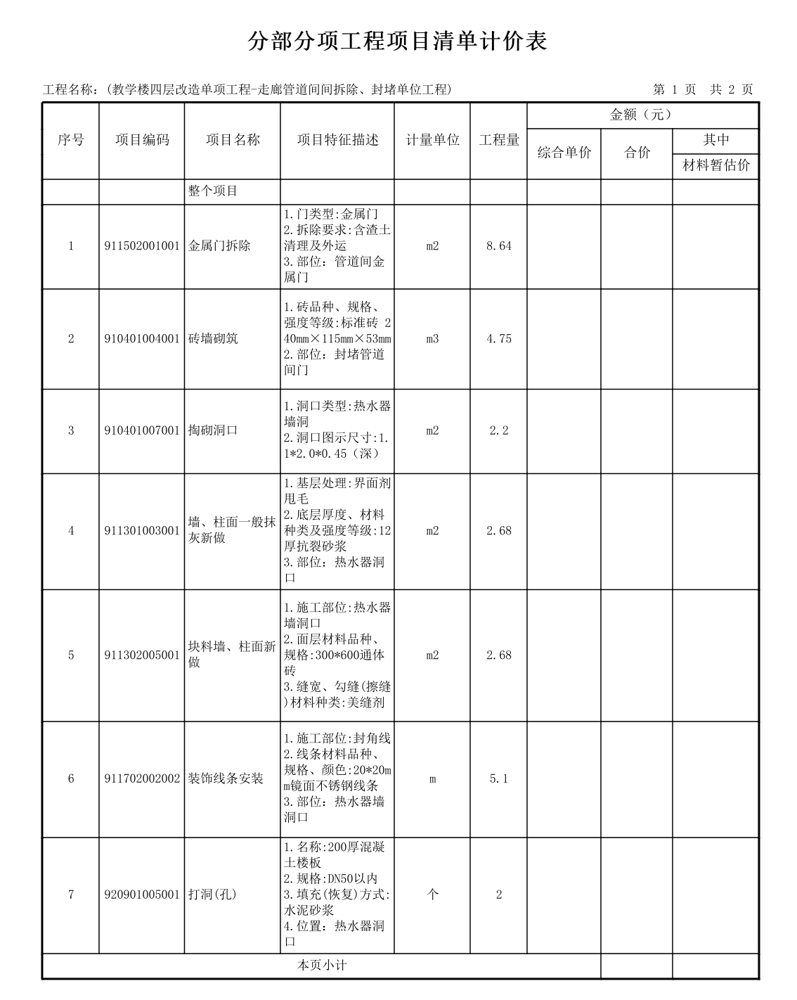 分部分项工程项目清单计价表
工程名称：(教学楼四层改造单项工程-走廊管道间间拆除、封堵单位工程)
第 1 页 共 2 页
序号
项目编码
项目名称
项目特征描述
计量单位
工程量
金额（元）
综合单价
合价
其中
材料暂估价
整个项目
1
911502001001
金属门拆除
1.门类型:金属门
2.拆除要求:含渣土
清理及外运
3.部位：管道间金
属门
m2
8.64
2
910401004001
砖墙砌筑
1.砖品种、规格、
强度等级:标准砖 2
40mm×115mm×53mm
2.部位：封堵管道
间门
m3
4.75
3
910401007001
掏砌洞口
1.洞口类型:热水器
墙洞
2.洞口图示尺寸:1.
1*2.0*0.45（深）
m2
2.2
4
911301003001
墙、柱面一般抹
灰新做
1.基层处理:界面剂
甩毛
2.底层厚度、材料
种类及强度等级:12
厚抗裂砂浆
3.部位：热水器洞
口
m2
2.68
5
911302005001
块料墙、柱面新
做
1.施工部位:热水器
墙洞口
2.面层材料品种、
规格:300*600通体
砖
3.缝宽、勾缝(擦缝
)材料种类:美缝剂
m2
2.68
6
911702002002
装饰线条安装
1.施工部位:封角线
2.线条材料品种、
规格、颜色:20*20m
m镜面不锈钢线条
3.部位：热水器墙
洞口
m
5.1
7
920901005001
打洞(孔)
1.名称:200厚混凝
土楼板
2.规格:DN50以内
3.填充(恢复)方式:
水泥砂浆
4.位置：热水器洞
口
个
2
本页小计